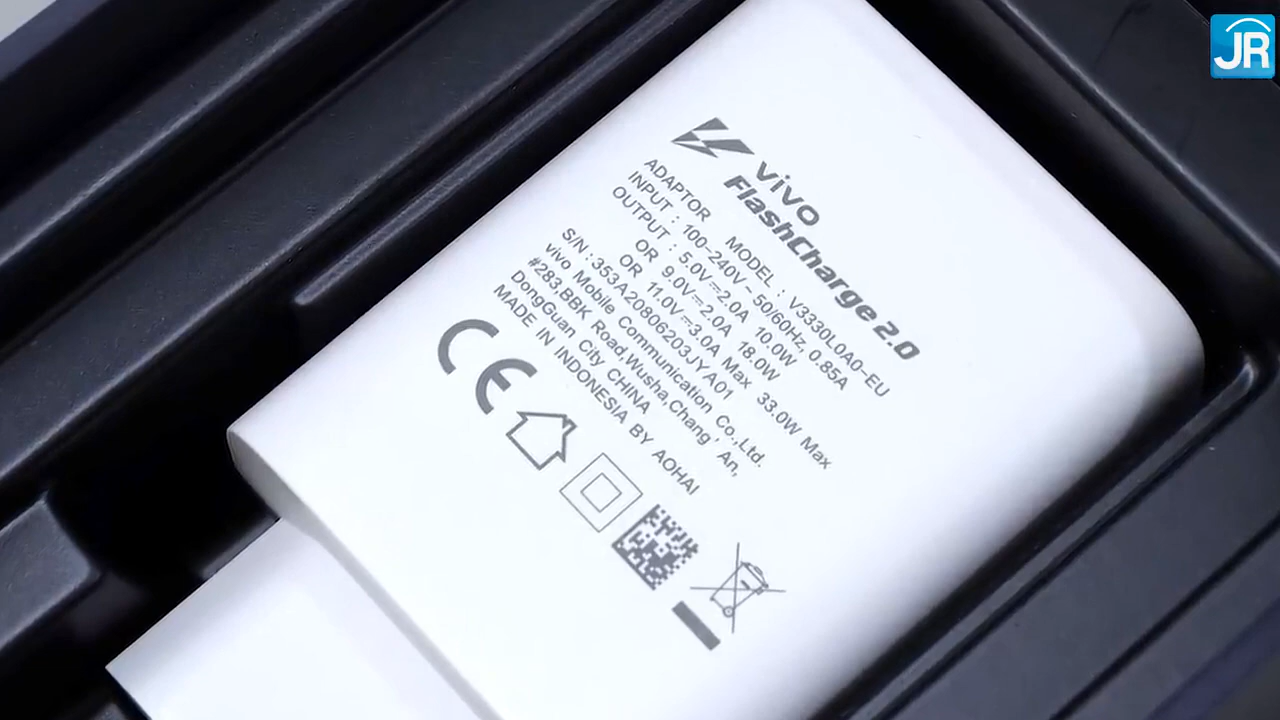 JR
vivo
FlashCharge 2.0
ADAPTOR MODEL : V3330L0A0-EU
INPUT : 100-240V~50/60Hz, 0.85A
OUTPUT : 5.0V⎓2.0A 10.0W
OR 9.0V⎓2.0A 18.0W
OR 11.0V⎓3.0A Max 33.0W Max
S/N:353A20806203JYA01
vivo Mobile Communication Co.,Ltd.
#283,BBK Road,Wusha,Chang'An,
DongGuan City CHINA
MADE IN INDONESIA BY AOHAI
CE